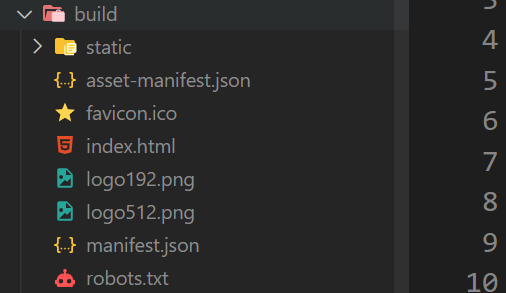 build
static
asset-manifest.json
favicon.ico
index.html
logo192.png
logo512.png
manifest.json
robots.txt
4
5
6
7
8
9
10